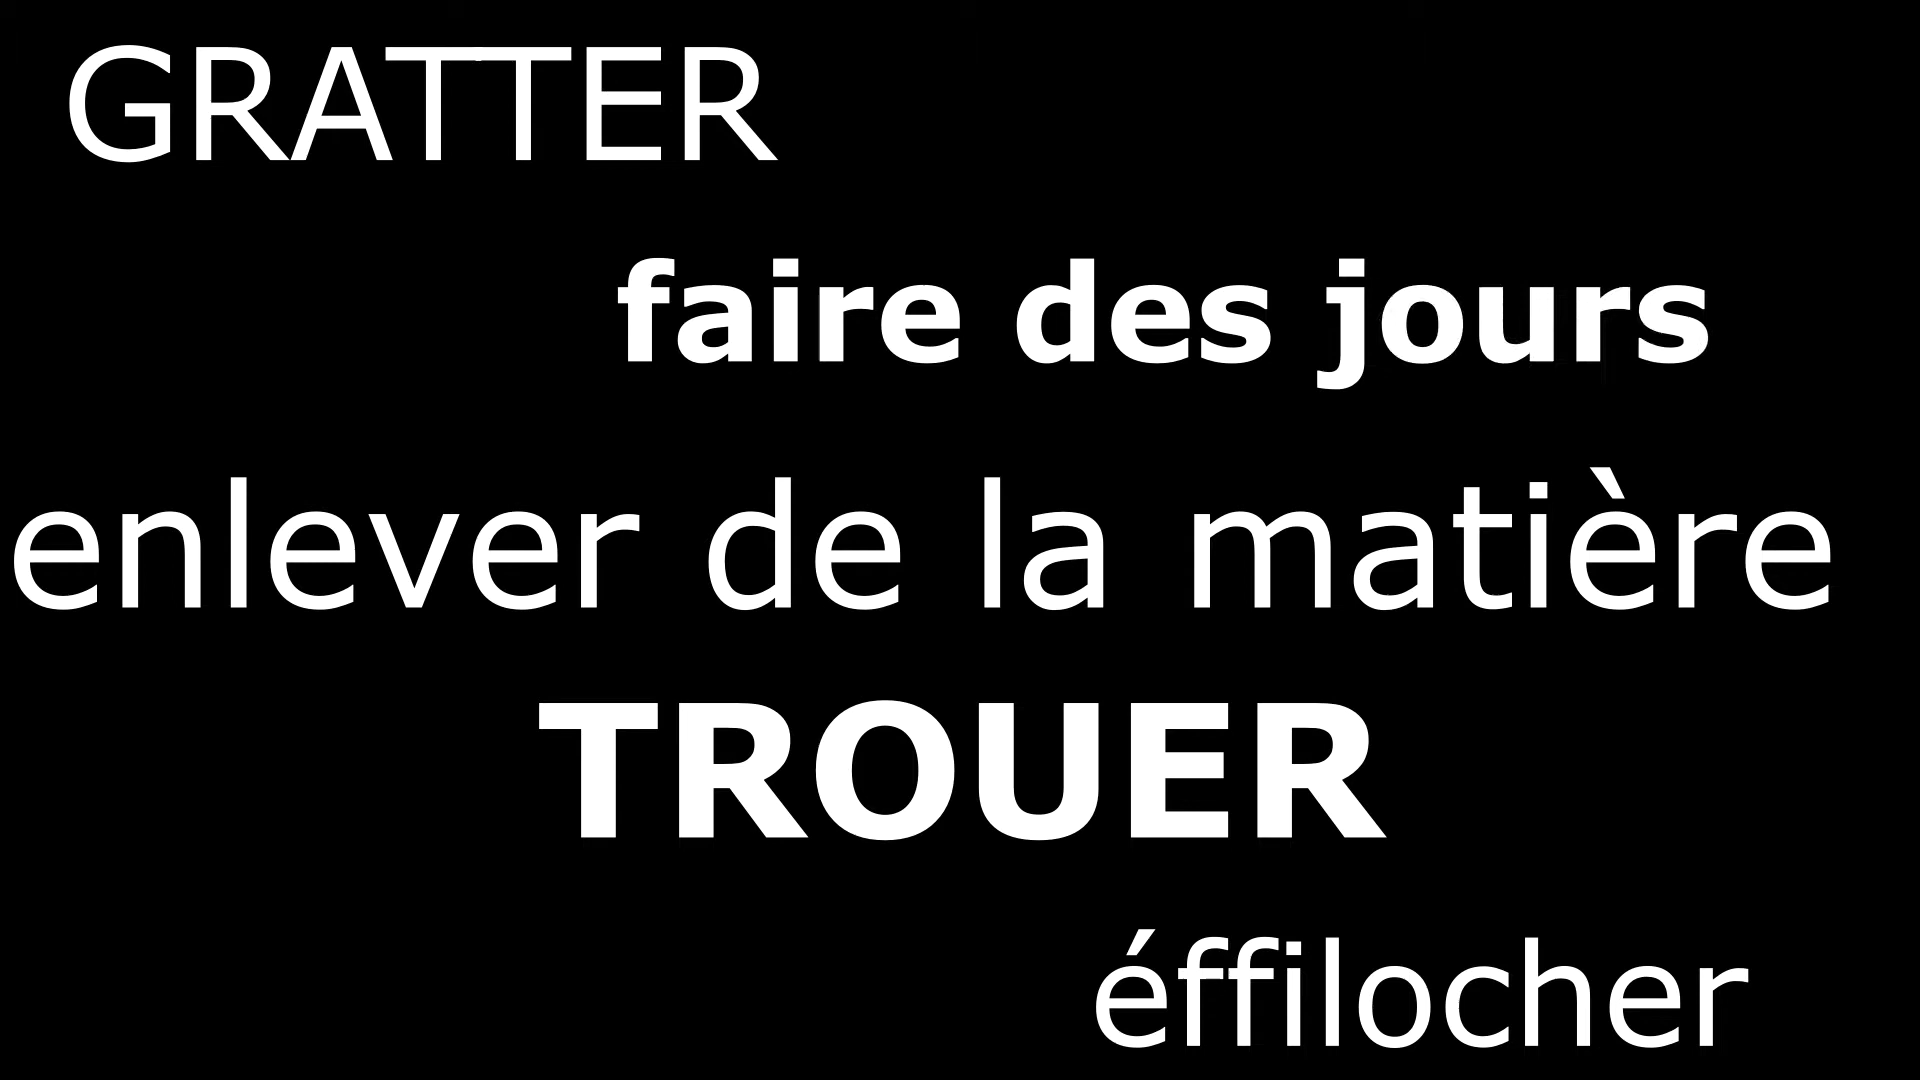 GRATTER
faire des jours
enlever de la matière
TROUER
éffilocher